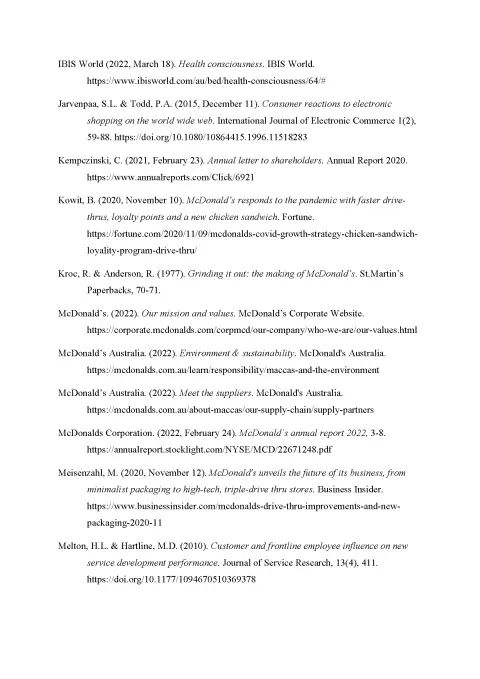 IBIS World (2022, March 18). Health consciousness. IBIS World.
https://www.ibisworld.com/au/bed/health-consciousness/64/#
Jarvenpaa, S.L. & Todd, P.A. (2015, December 11). Consumer reactions to electronic
shopping on the world wide web. International Journal of Electronic Commerce 1(2),
59-88. https://doi.org/10.1080/10864415.1996.11518283
Kempczinski, C. (2021, February 23). Annual letter to shareholders. Annual Report 2020.
https://www.annualreports.com/Click/6921
Kowit, B. (2020, November 10). McDonald's responds to the pandemic with faster drive-
thrus, loyalty points and a new chicken sandwich. Fortune.
https://fortune.com/2020/11/09/mcdonalds-covid-growth-strategy-chicken-sandwich-
loyality-program-drive-thru/
Kroc, R. & Anderson, R. (1977). Grinding it out: the making of McDonald's. St.Martin's
Paperbacks, 70-71.
McDonald's. (2022). Our mission and values. McDonald's Corporate Website.
https://corporate.mcdonalds.com/corpmcd/our-company/who-we-are/our-values.html
McDonald's Australia. (2022). Environment & sustainability. McDonald's Australia.
https://mcdonalds.com.au/learn/responsibility/maccas-and-the-environment
McDonald's Australia. (2022). Meet the suppliers. McDonald's Australia.
https://mcdonalds.com.au/about-maccas/our-supply-chain/supply-partners
McDonalds Corporation. (2022, February 24). McDonald's annual report 2022, 3-8.
https://annualreport.stocklight.com/NYSE/MCD/22671248.pdf
Meisenzahl, M. (2020, November 12). McDonald's unveils the future of its business, from
minimalist packaging to high-tech, triple-drive thru stores. Business Insider.
https://www.businessinsider.com/mcdonalds-drive-thru-improvements-and-new-
packaging-2020-11
Melton, H.L. & Hartline, M.D. (2010). Customer and frontline employee influence on new
service development performance. Journal of Service Research, 13(4), 411.
https://doi.org/10.1177/1094670510369378